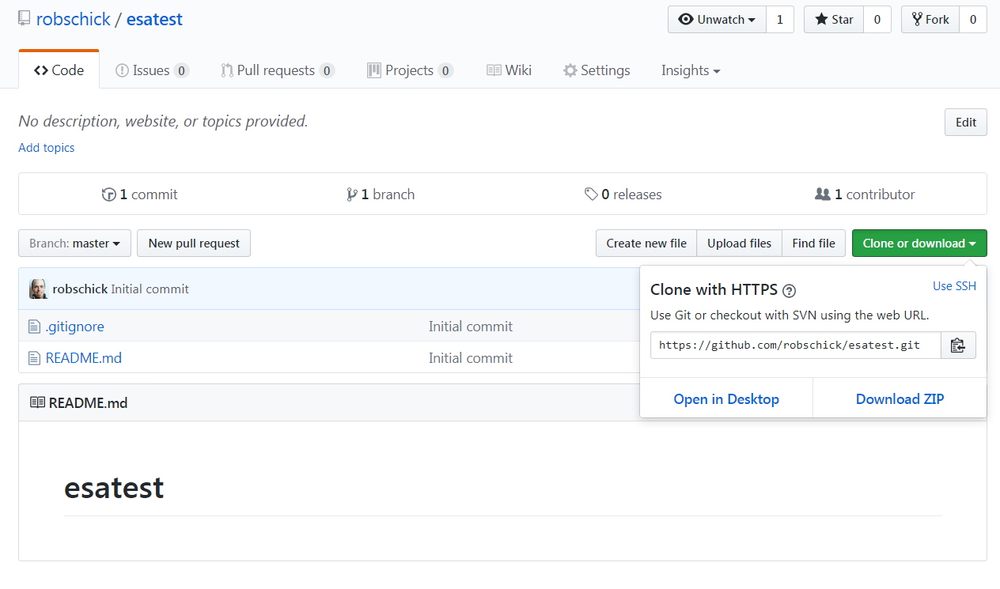 robschick / esatest
Unwatch 1 Star 0 Fork 0
Code Issues 0 Pull requests 0 Projects 0 Wiki Settings Insights
No description, website, or topics provided. Edit
Add topics
1 commit 1 branch 0 releases 1 contributor
Branch: master New pull request Create new file Upload files Find file Clone or download
robschick Initial commit
.gitignore Initial commit
README.md Initial commit
Clone with HTTPS ? Use SSH
Use Git or checkout with SVN using the web URL.
https://github.com/robschick/esatest.git
Open in Desktop Download ZIP
README.md
esatest